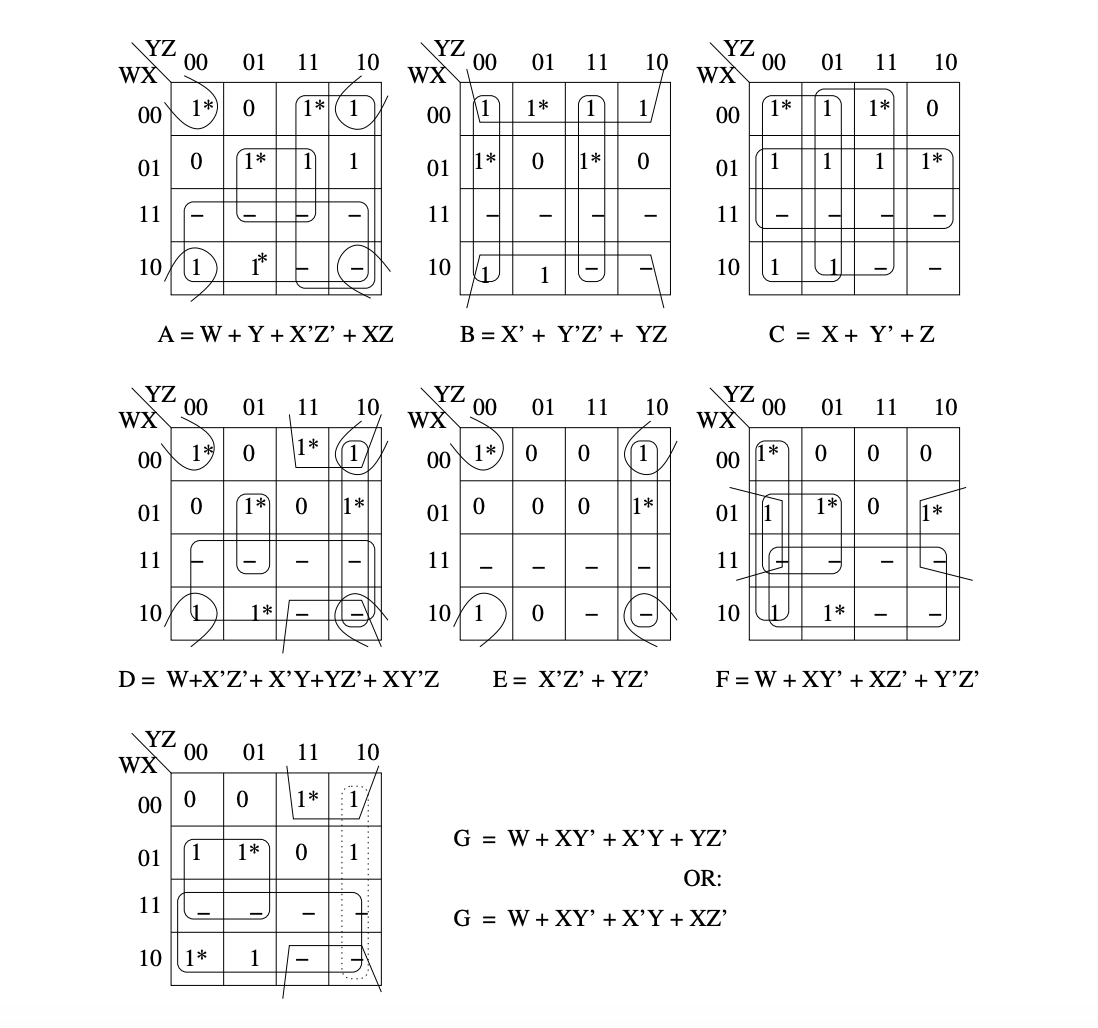 YZ YZ YZ
00 01 11 10 00 01 11 10 00 01 11 10
WX WX WX
00 1* 0 1* 1 00 1 1* 1 1 00 1* 1 1* 0
01 0 1* 1 1 01 1* 0 1* 0 01 1 1 1 1*
11 – – – – 11 – – – – 11 – – – –
10 1 1* – – 10 1 1 – – 10 1 1 – –
A = W + Y + X’Z’ + XZ B = X’ + Y’Z’ + YZ C = X + Y’ + Z
YZ YZ YZ
00 01 11 10 00 01 11 10 00 01 11 10
WX WX WX
00 1* 0 1* 1 00 1* 0 0 1 00 1* 0 0 0
01 0 1* 0 1* 01 0 0 0 1* 01 1 1* 0 1*
11 – – – – 11 – – – – 11 – – – –
10 1 1* – – 10 1 0 – – 10 1 1* – –
D = W+X’Z’+ X’Y+YZ’+ XY’Z E = X’Z’ + YZ’ F = W + XY’ + XZ’ + Y’Z’
YZ
00 01 11 10
WX
00 0 0 1* 1
01 1 1* 0 1
11 – – – –
10 1* 1 – –
G = W + XY’ + X’Y + YZ’
OR:
G = W + XY’ + X’Y + XZ’